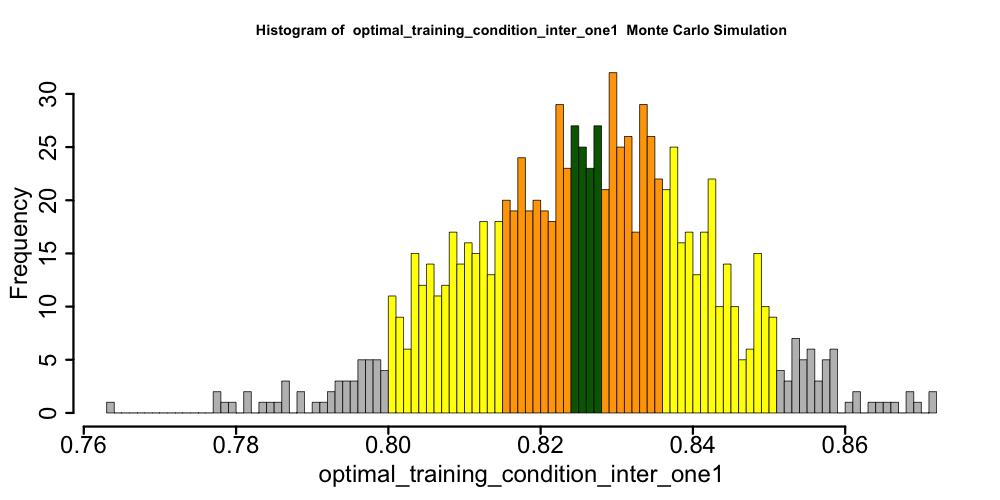 Histogram of optimal_training_condition_inter_one1 Monte Carlo Simulation
Frequency
30
25
20
15
10
5
0
0.76 0.78 0.80 0.82 0.84 0.86
optimal_training_condition_inter_one1